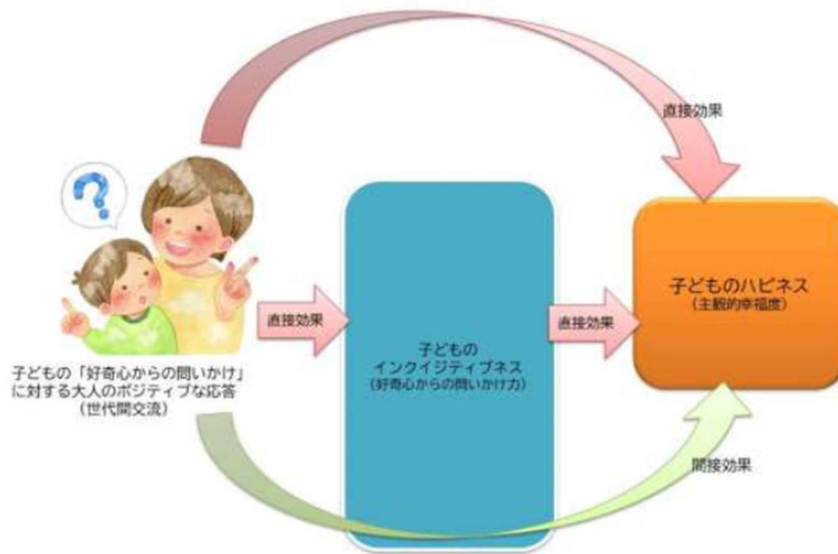 直接効果
子どものハピネス
（主観的幸福度）
直接効果
直接効果
子どもの
インクイジティブネス
（好奇心からの問いかけ力）
子どもの「好奇心からの問いかけ」
に対する大人のポジティブな応答
（世代間交流）
間接効果